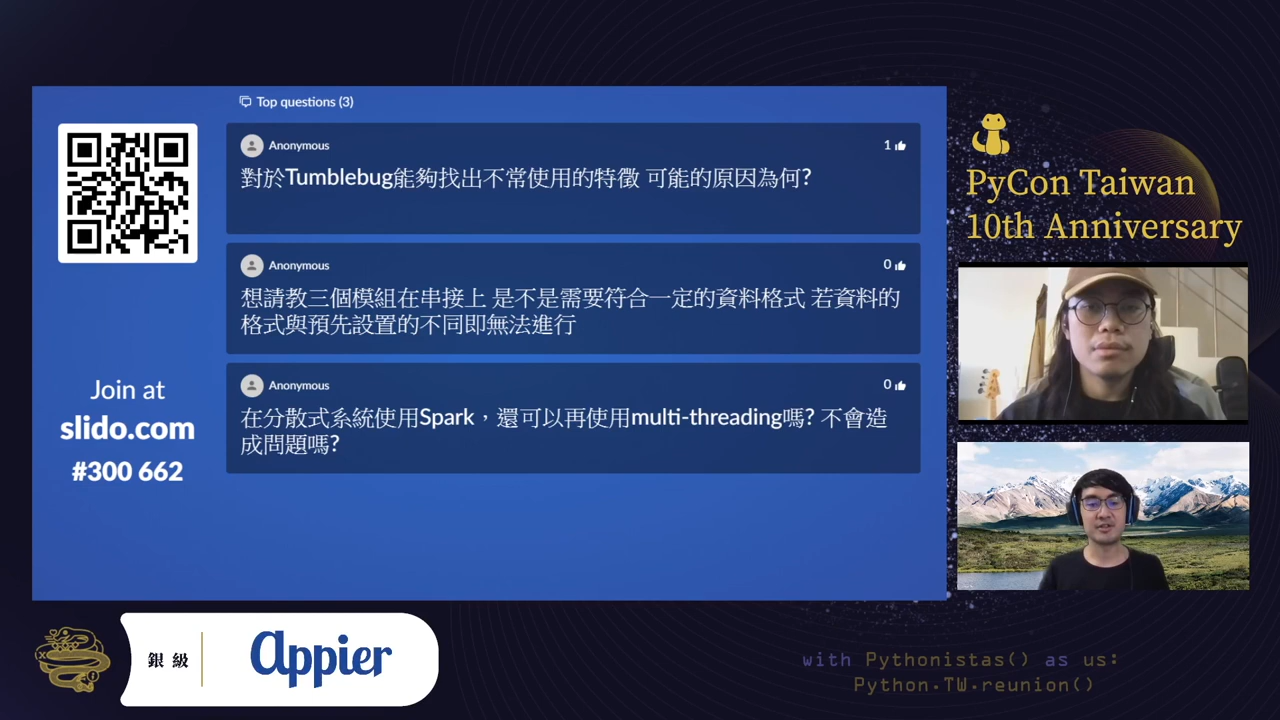 Top questions (3)
Anonymous
1
對於Tumblebug能夠找出不常使用的特徵 可能的原因為何?
Anonymous
0
想請教三個模組在串接上 是不是需要符合一定的資料格式 若資料的
格式與預先設置的不同即無法進行
Anonymous
0
在分散式系統使用Spark，還可以再使用multi-threading嗎? 不會造
成問題嗎?
Join at
slido.com
#300 662
PyCon Taiwan
10th Anniversary
銀級
Appier
with Pythonistas() as us:
Python.TW.reunion()